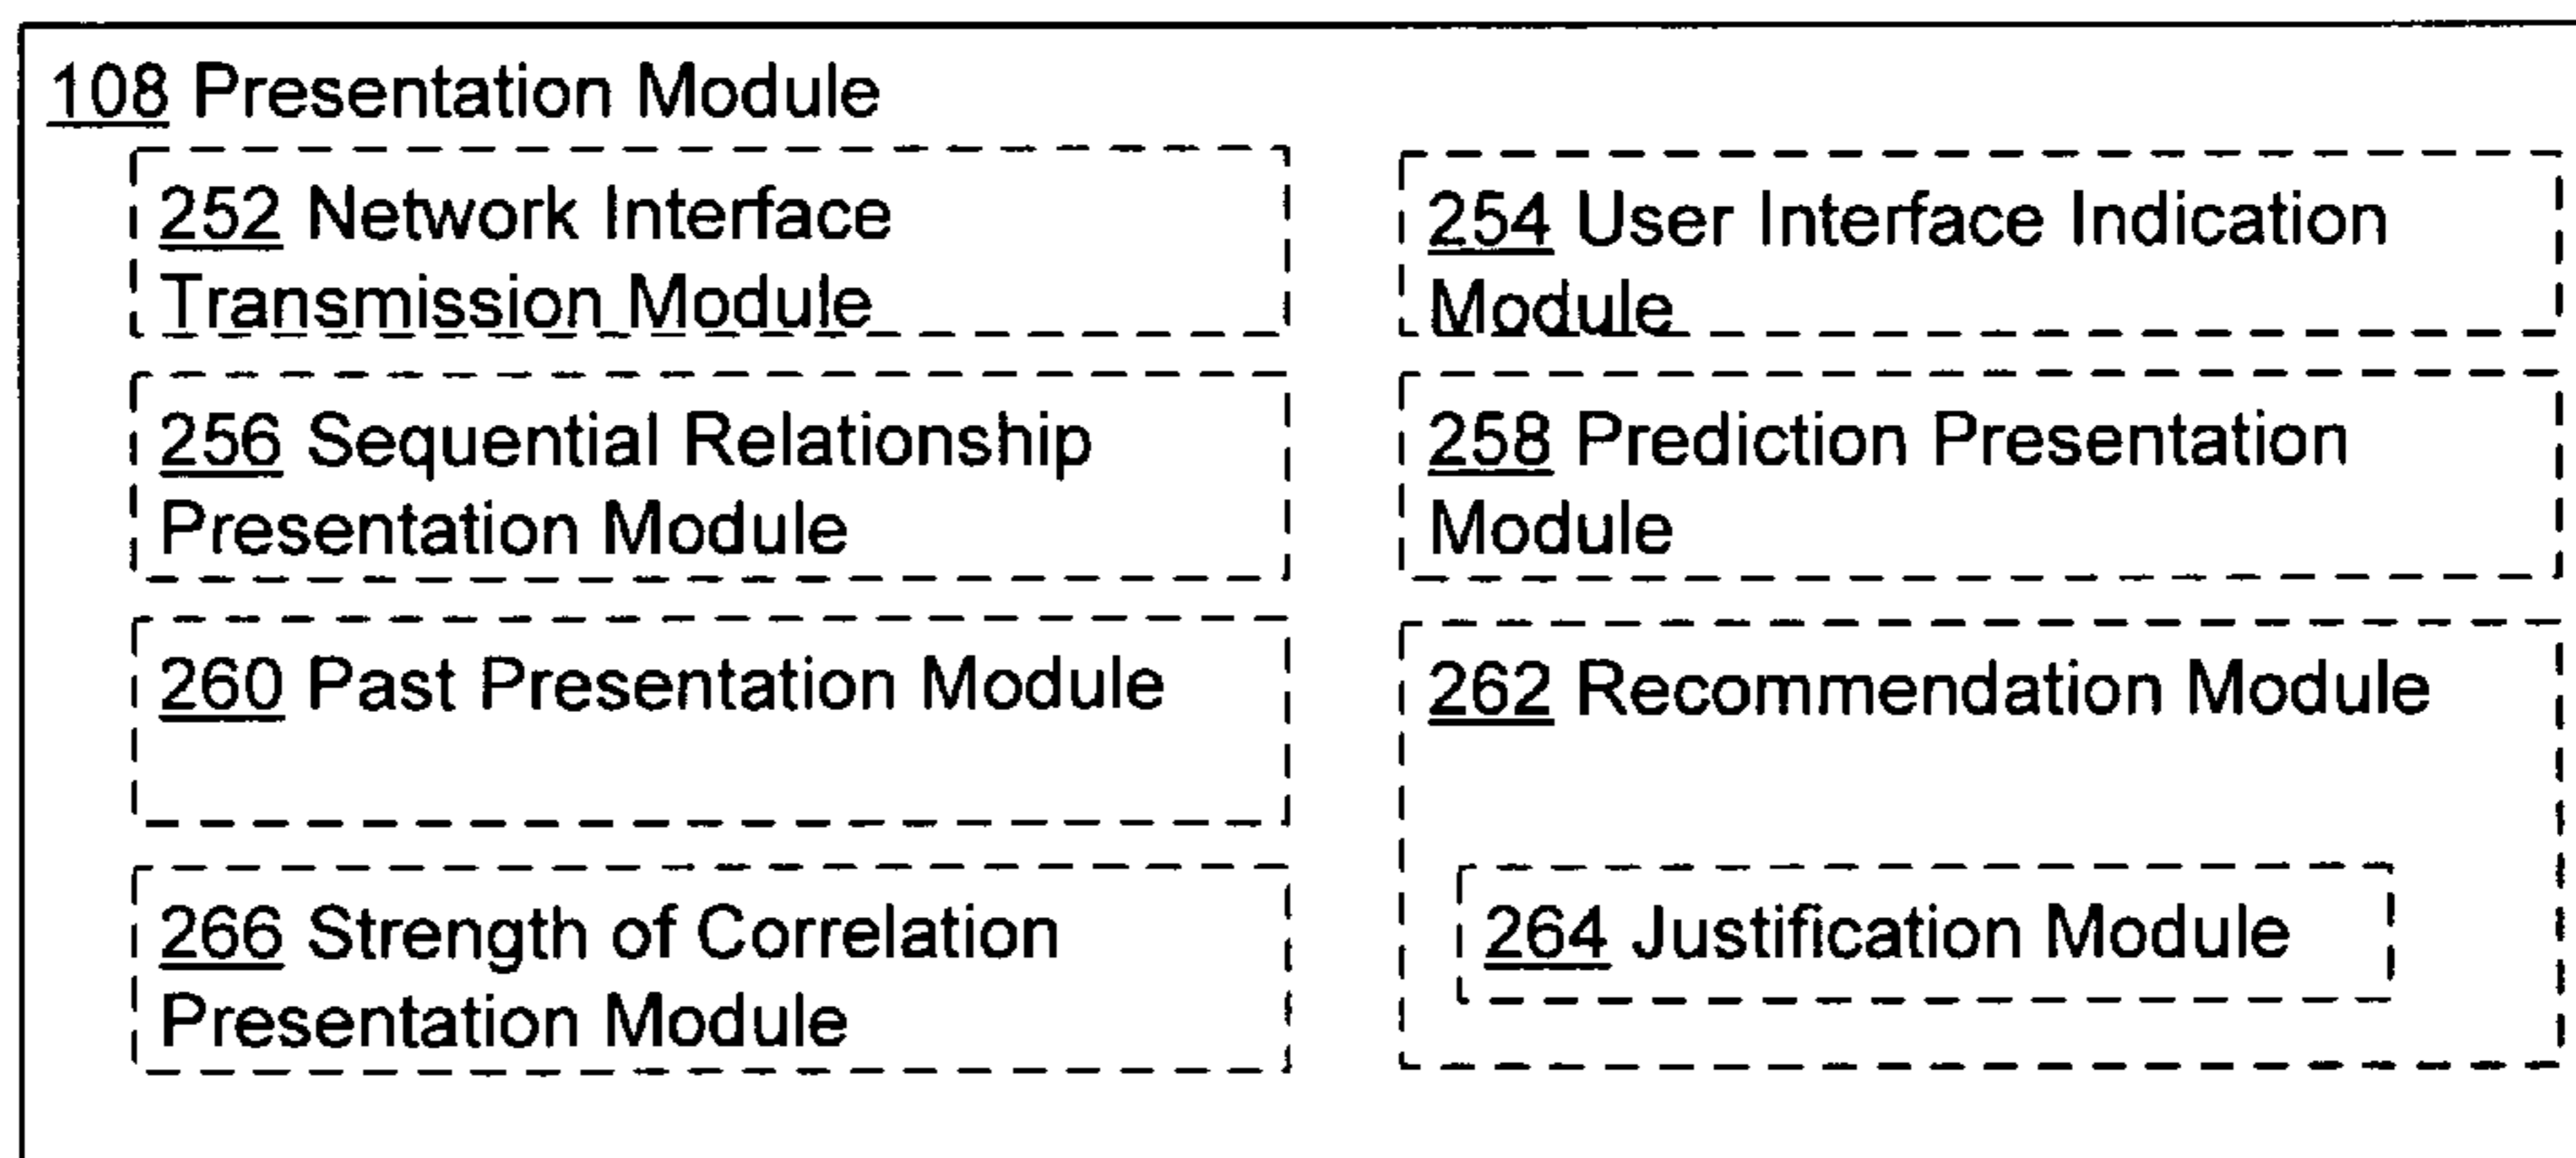 108 Presentation Module
252 Network Interface
Transmission Module
254 User Interface Indication
Module
256 Sequential Relationship
Presentation Module
258 Prediction Presentation
Module
260 Past Presentation Module
262 Recommendation Module
266 Strength of Correlation
Presentation Module
264 Justification Module